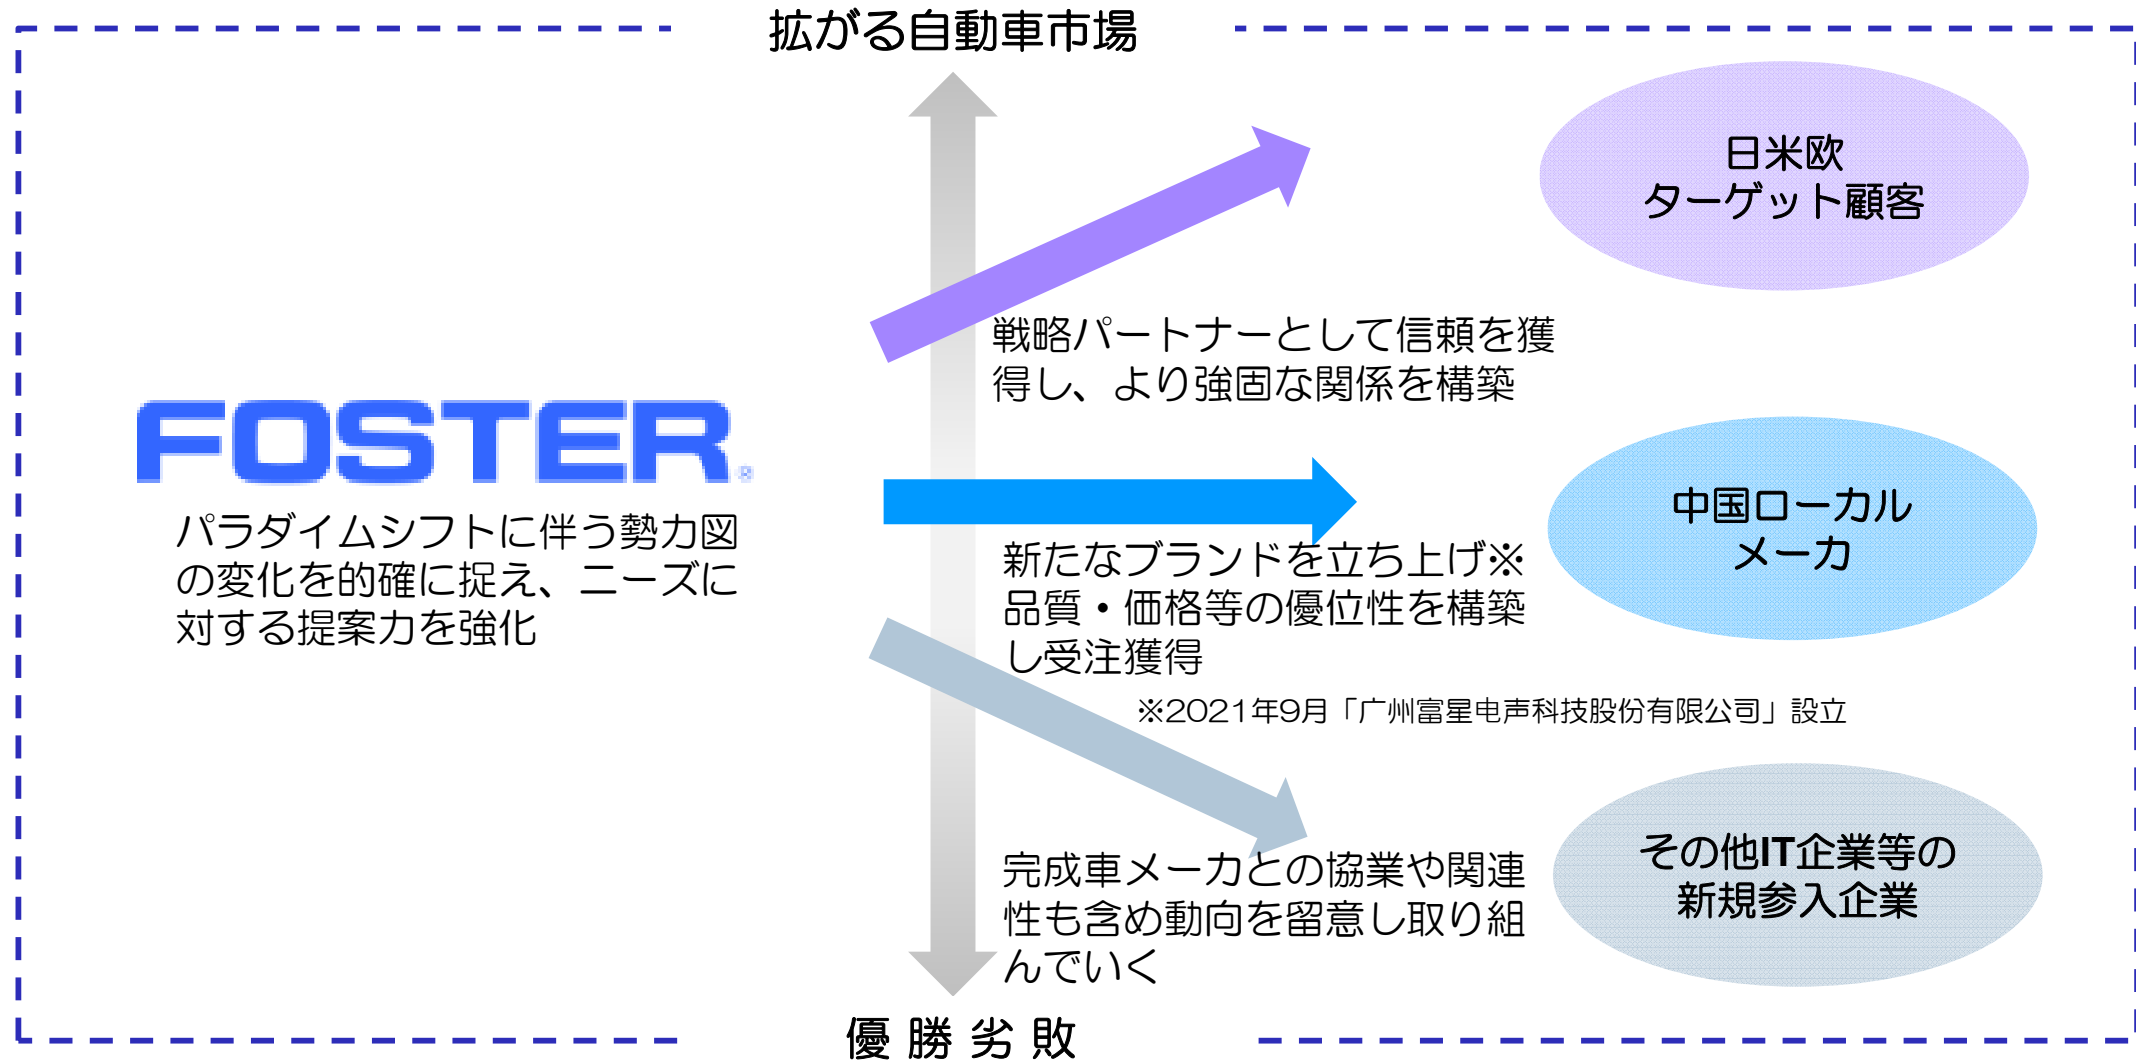 拡がる自動車市場
日米欧
ターゲット顧客
戦略パートナーとして信頼を獲
得し、より強固な関係を構築
FOSTER®
パラダイムシフトに伴う勢力図
の変化を的確に捉え、ニーズに
対する提案力を強化
中国ローカル
メーカ
新たなブランドを立ち上げ※
品質・価格等の優位性を構築
し受注獲得
※2021年9月「广州富星电声科技股份有限公司」設立
その他IT企業等の
新規参入企業
完成車メーカとの協業や関連
性も含め動向を留意し取り組
んでいく
優 勝 劣 敗